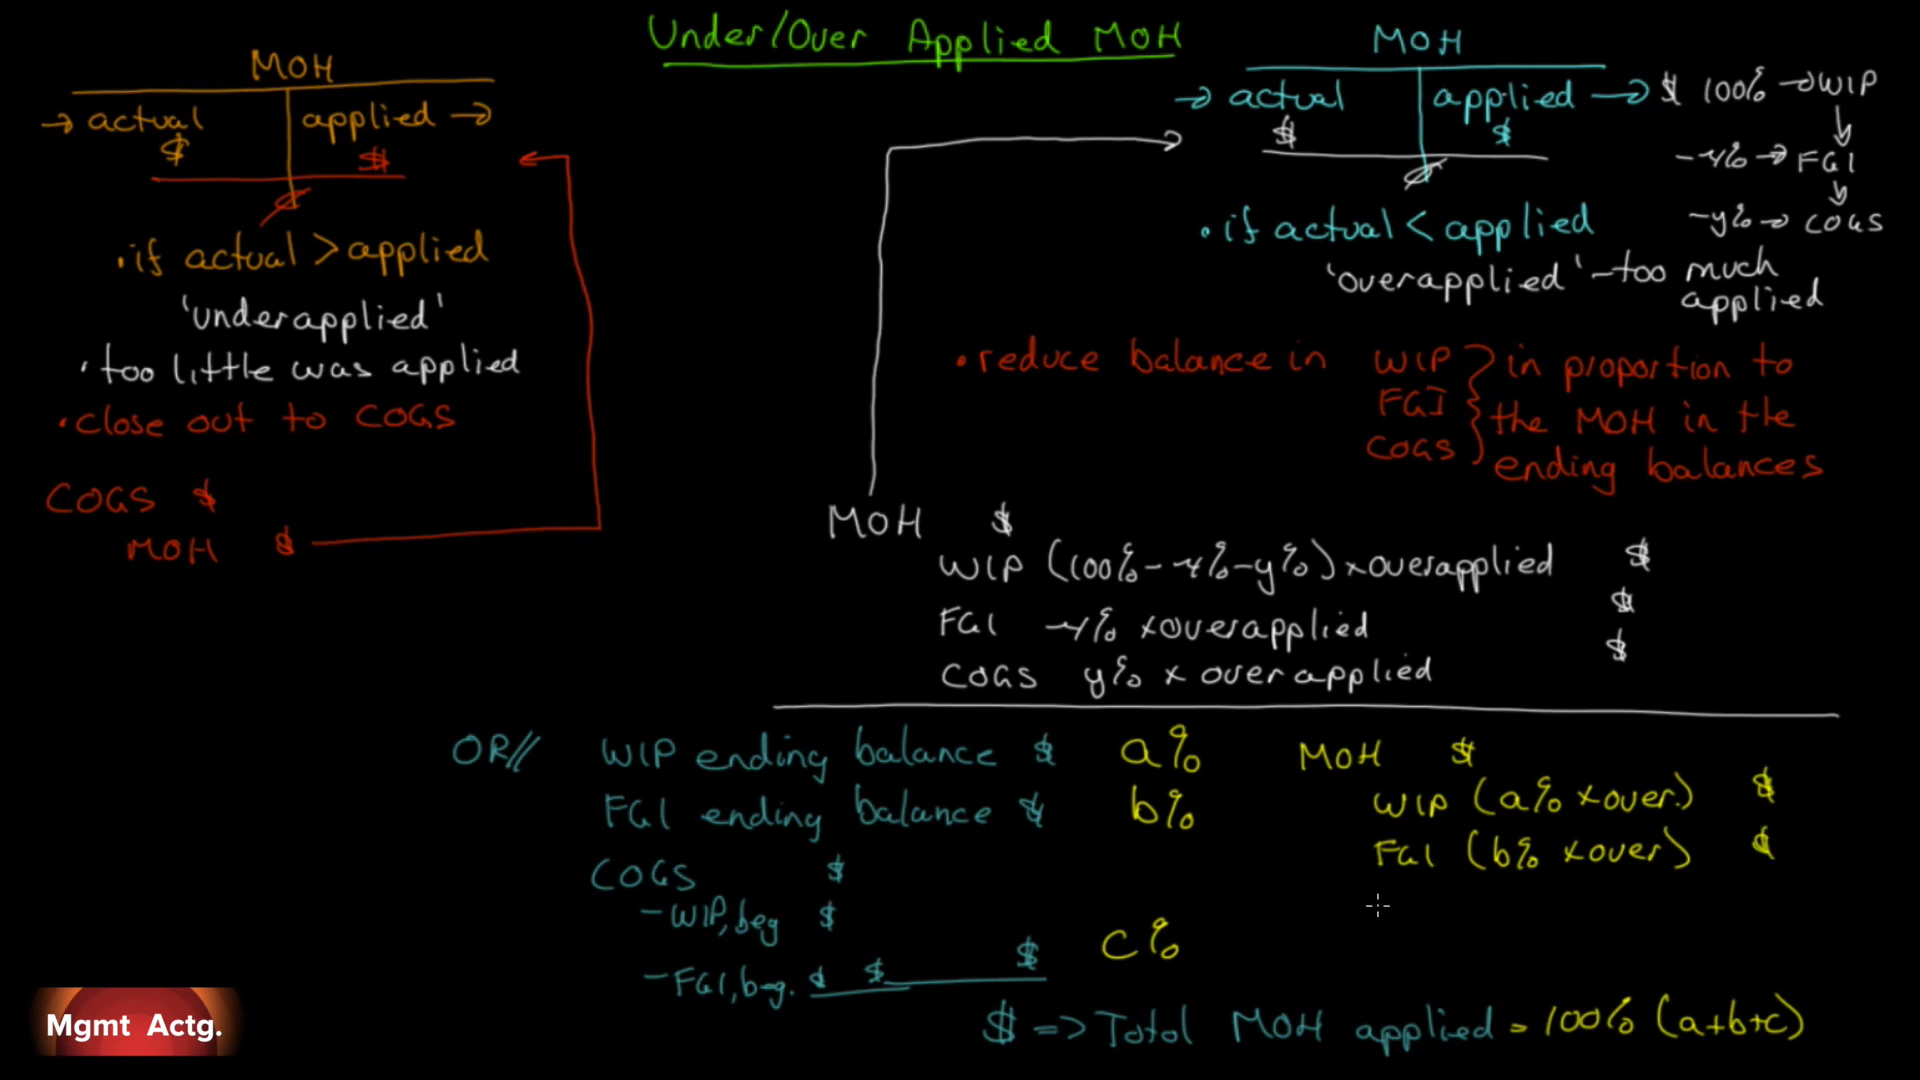 Under/Over Applied MOH
MOH
→ actual | applied →
$ $
ø
• if actual > applied
'underapplied'
• too little was applied
• close out to COGS
COGS $
MOH $
MOH
→ actual | applied → $ 100% → WIP
$ $
ø
- x% → FGI
- y% → COGS
• if actual < applied
'overapplied' - too much
applied
• reduce balance in WIP } in proportion to
FGI } the MOH in the
COGS } ending balances
MOH $
WIP (100% - x% - y%) x overapplied $
FGI x% x overapplied $
COGS y% x overapplied $
OR// WIP ending balance $ a%
FGI ending balance $ b%
COGS $
- WIP, beg $
- FGI, beg. $ $ $ c%
$ => Total MOH applied = 100% (a+b+c)
MOH $
WIP (a% x over.) $
FGI (b% x over) $
Mgmt Actg.